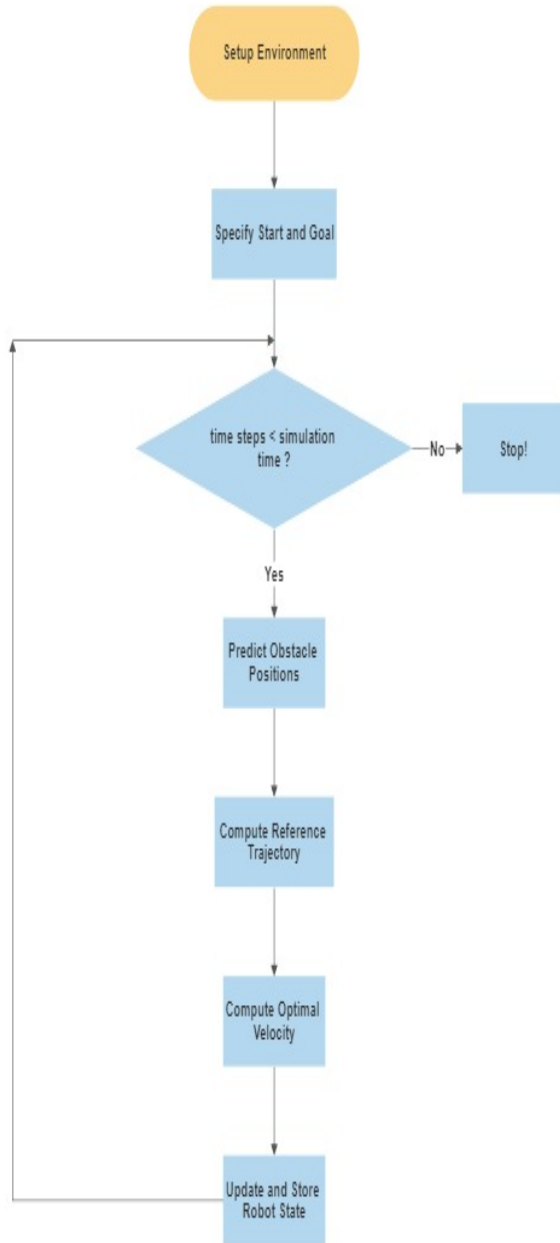 Setup Environment
Specify Start and Goal
time steps < simulation
time ?
No
Stop!
Yes
Predict Obstacle
Positions
Compute Reference
Trajectory
Compute Optimal
Velocity
Update and Store
Robot State